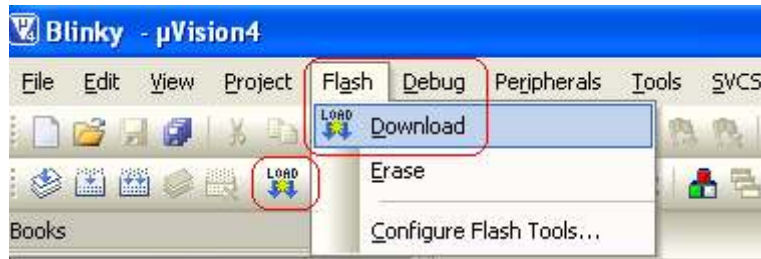 Blinky - µVision4
File Edit View Project Flash Debug Peripherals Tools SVCS
LOAD Download
LOAD
Erase
Books
Configure Flash Tools...